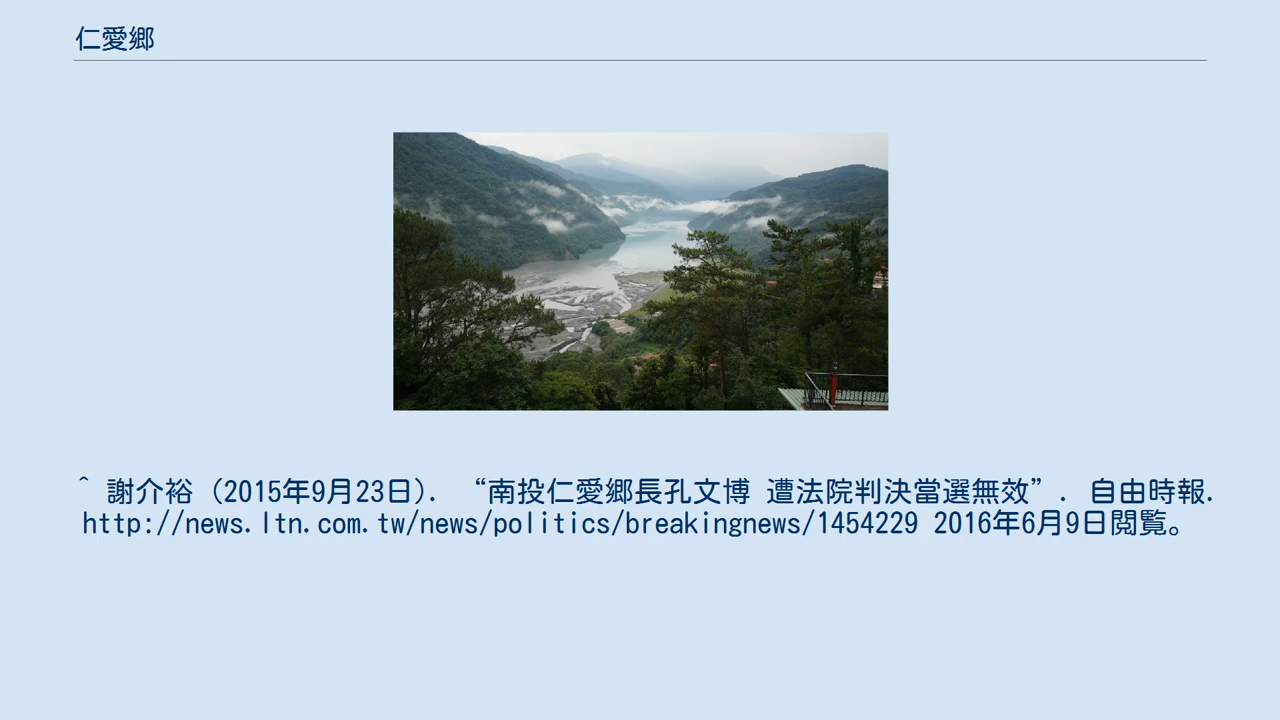 仁愛郷
^ 謝介裕 (2015年9月23日). “南投仁愛鄉長孔文博 遭法院判決當選無效”. 自由時報.
http://news.ltn.com.tw/news/politics/breakingnews/1454229 2016年6月9日閲覧。